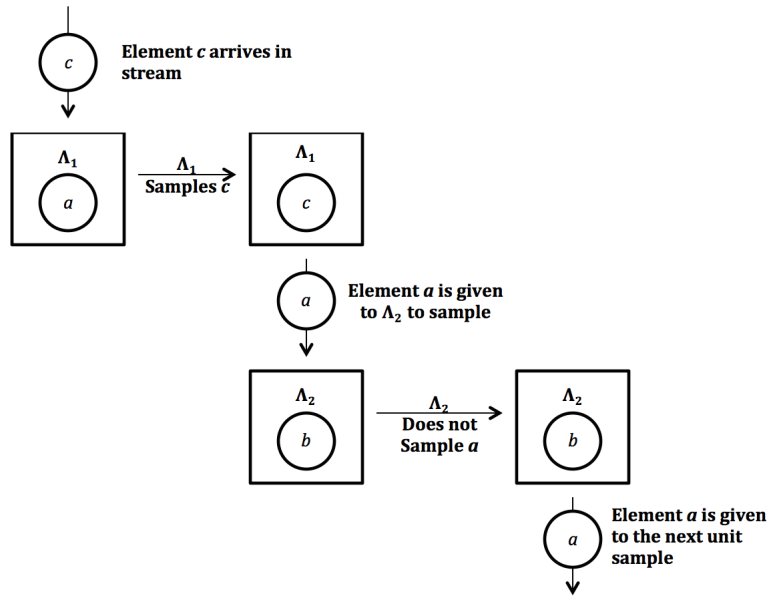 c
Element c arrives in
stream
Λ₁
a
Λ₁
Samples c
Λ₁
c
a
Element a is given
to Λ₂ to sample
Λ₂
b
Λ₂
Does not
Sample a
Λ₂
b
a
Element a is given
to the next unit
sample